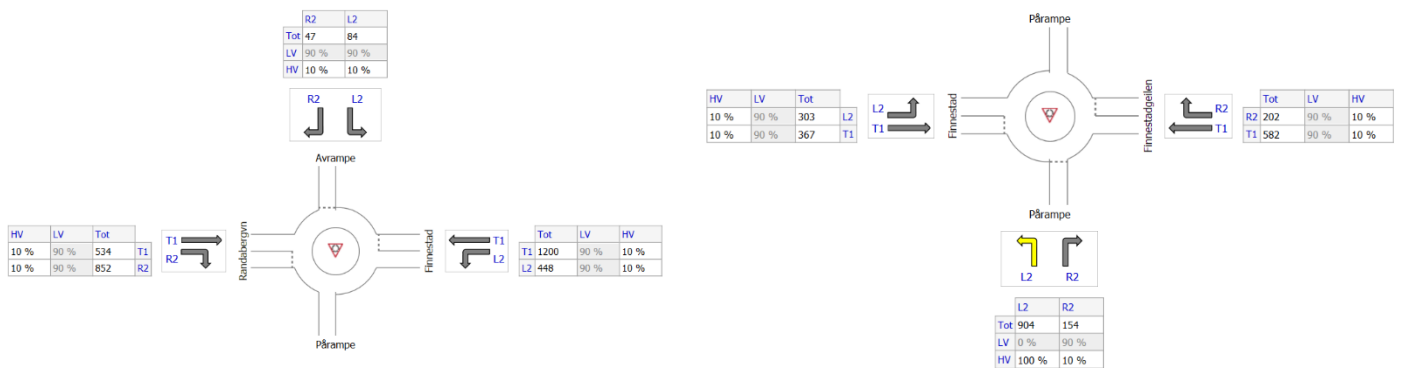 R2 L2
Tot 47 84
LV 90 % 90 %
HV 10 % 10 %
R2 L2
Avrampe
HV LV Tot
10 % 90 % 534 T1
10 % 90 % 852 R2
T1
R2
Randabergvn
Finnestad
T1
L2
Tot LV HV
T1 1200 90 % 10 %
L2 448 90 % 10 %
Pårampe
Pårampe
HV LV Tot
10 % 90 % 303 L2
10 % 90 % 367 T1
L2
T1
Finnestad
Finnestadgeilen
R2
T1
Tot LV HV
R2 202 90 % 10 %
T1 582 90 % 10 %
Pårampe
L2 R2
L2 R2
Tot 904 154
LV 0 % 90 %
HV 100 % 10 %